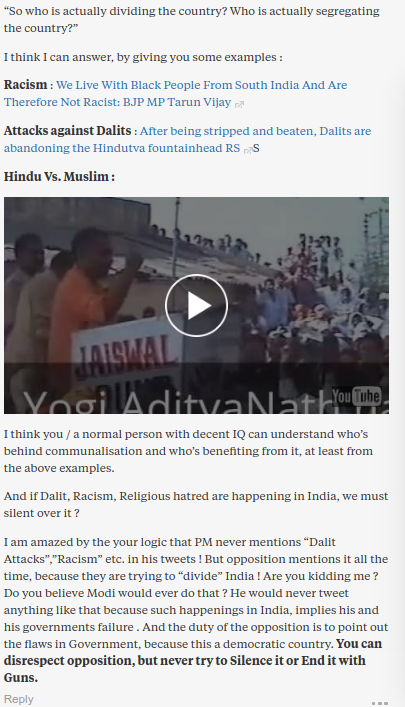 “So who is actually dividing the country? Who is actually segregating
the country?”
I think I can answer, by giving you some examples :
Racism : We Live With Black People From South India And Are
Therefore Not Racist: BJP MP Tarun Vijay
Attacks against Dalits : After being stripped and beaten, Dalits are
abandoning the Hindutva fountainhead RS S
Hindu Vs. Muslim :
JAISWAL
Yogi AdityaNath
YouTube
I think you / a normal person with decent IQ can understand who’s
behind communalisation and who’s benefiting from it, at least from
the above examples.
And if Dalit, Racism, Religious hatred are happening in India, we must
silent over it ?
I am amazed by the your logic that PM never mentions “Dalit
Attacks”,”Racism” etc. in his tweets ! But opposition mentions it all the
time, because they are trying to “divide” India ! Are you kidding me ?
Do you believe Modi would ever do that ? He would never tweet
anything like that because such happenings in India, implies his and
his governments failure . And the duty of the opposition is to point out
the flaws in Government, because this a democratic country. You can
disrespect opposition, but never try to Silence it or End it with
Guns.
Reply